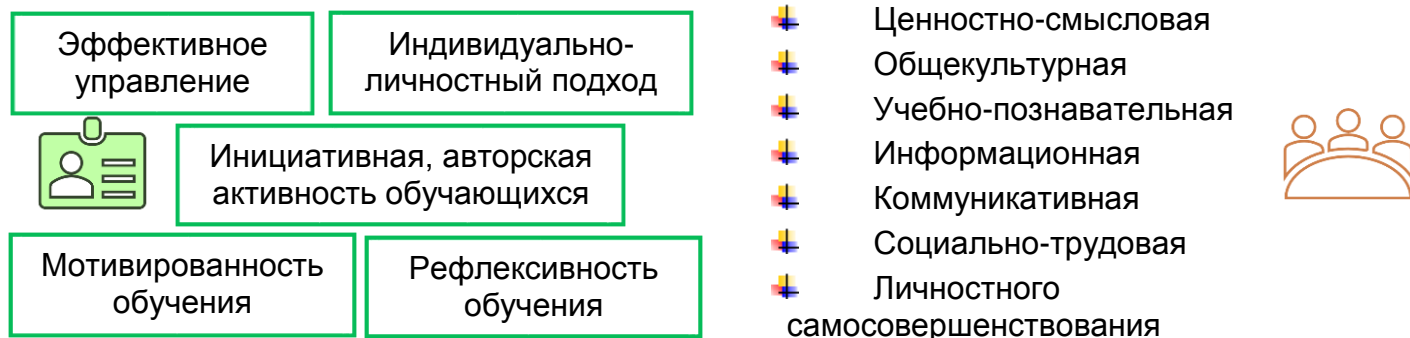 Эффективное
управление
Индивидуально-
личностный подход
Инициативная, авторская
активность обучающихся
Мотивированность
обучения
Рефлексивность
обучения
Ценностно-смысловая
Общекультурная
Учебно-познавательная
Информационная
Коммуникативная
Социально-трудовая
Личностного
самосовершенствования